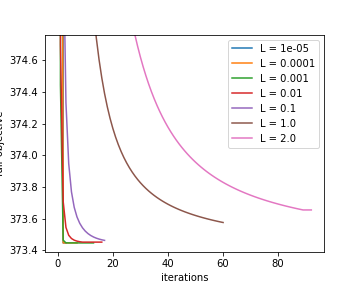 374.6
374.4
374.2
374.0
373.8
373.6
373.4
objective
0
20
40
60
80
iterations
L = 1e-05
L = 0.0001
L = 0.001
L = 0.01
L = 0.1
L = 1.0
L = 2.0